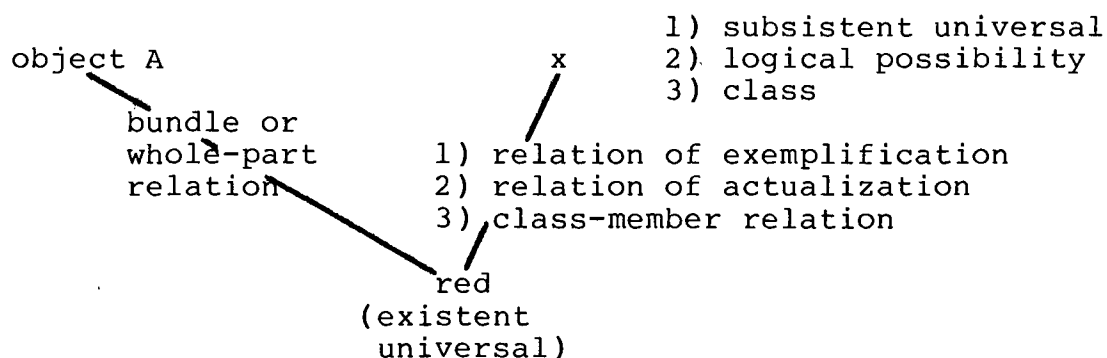 object A
bundle or
whole-part
relation
x
1) subsistent universal
2) logical possibility
3) class
1) relation of exemplification
2) relation of actualization
3) class-member relation
red
(existent
universal)